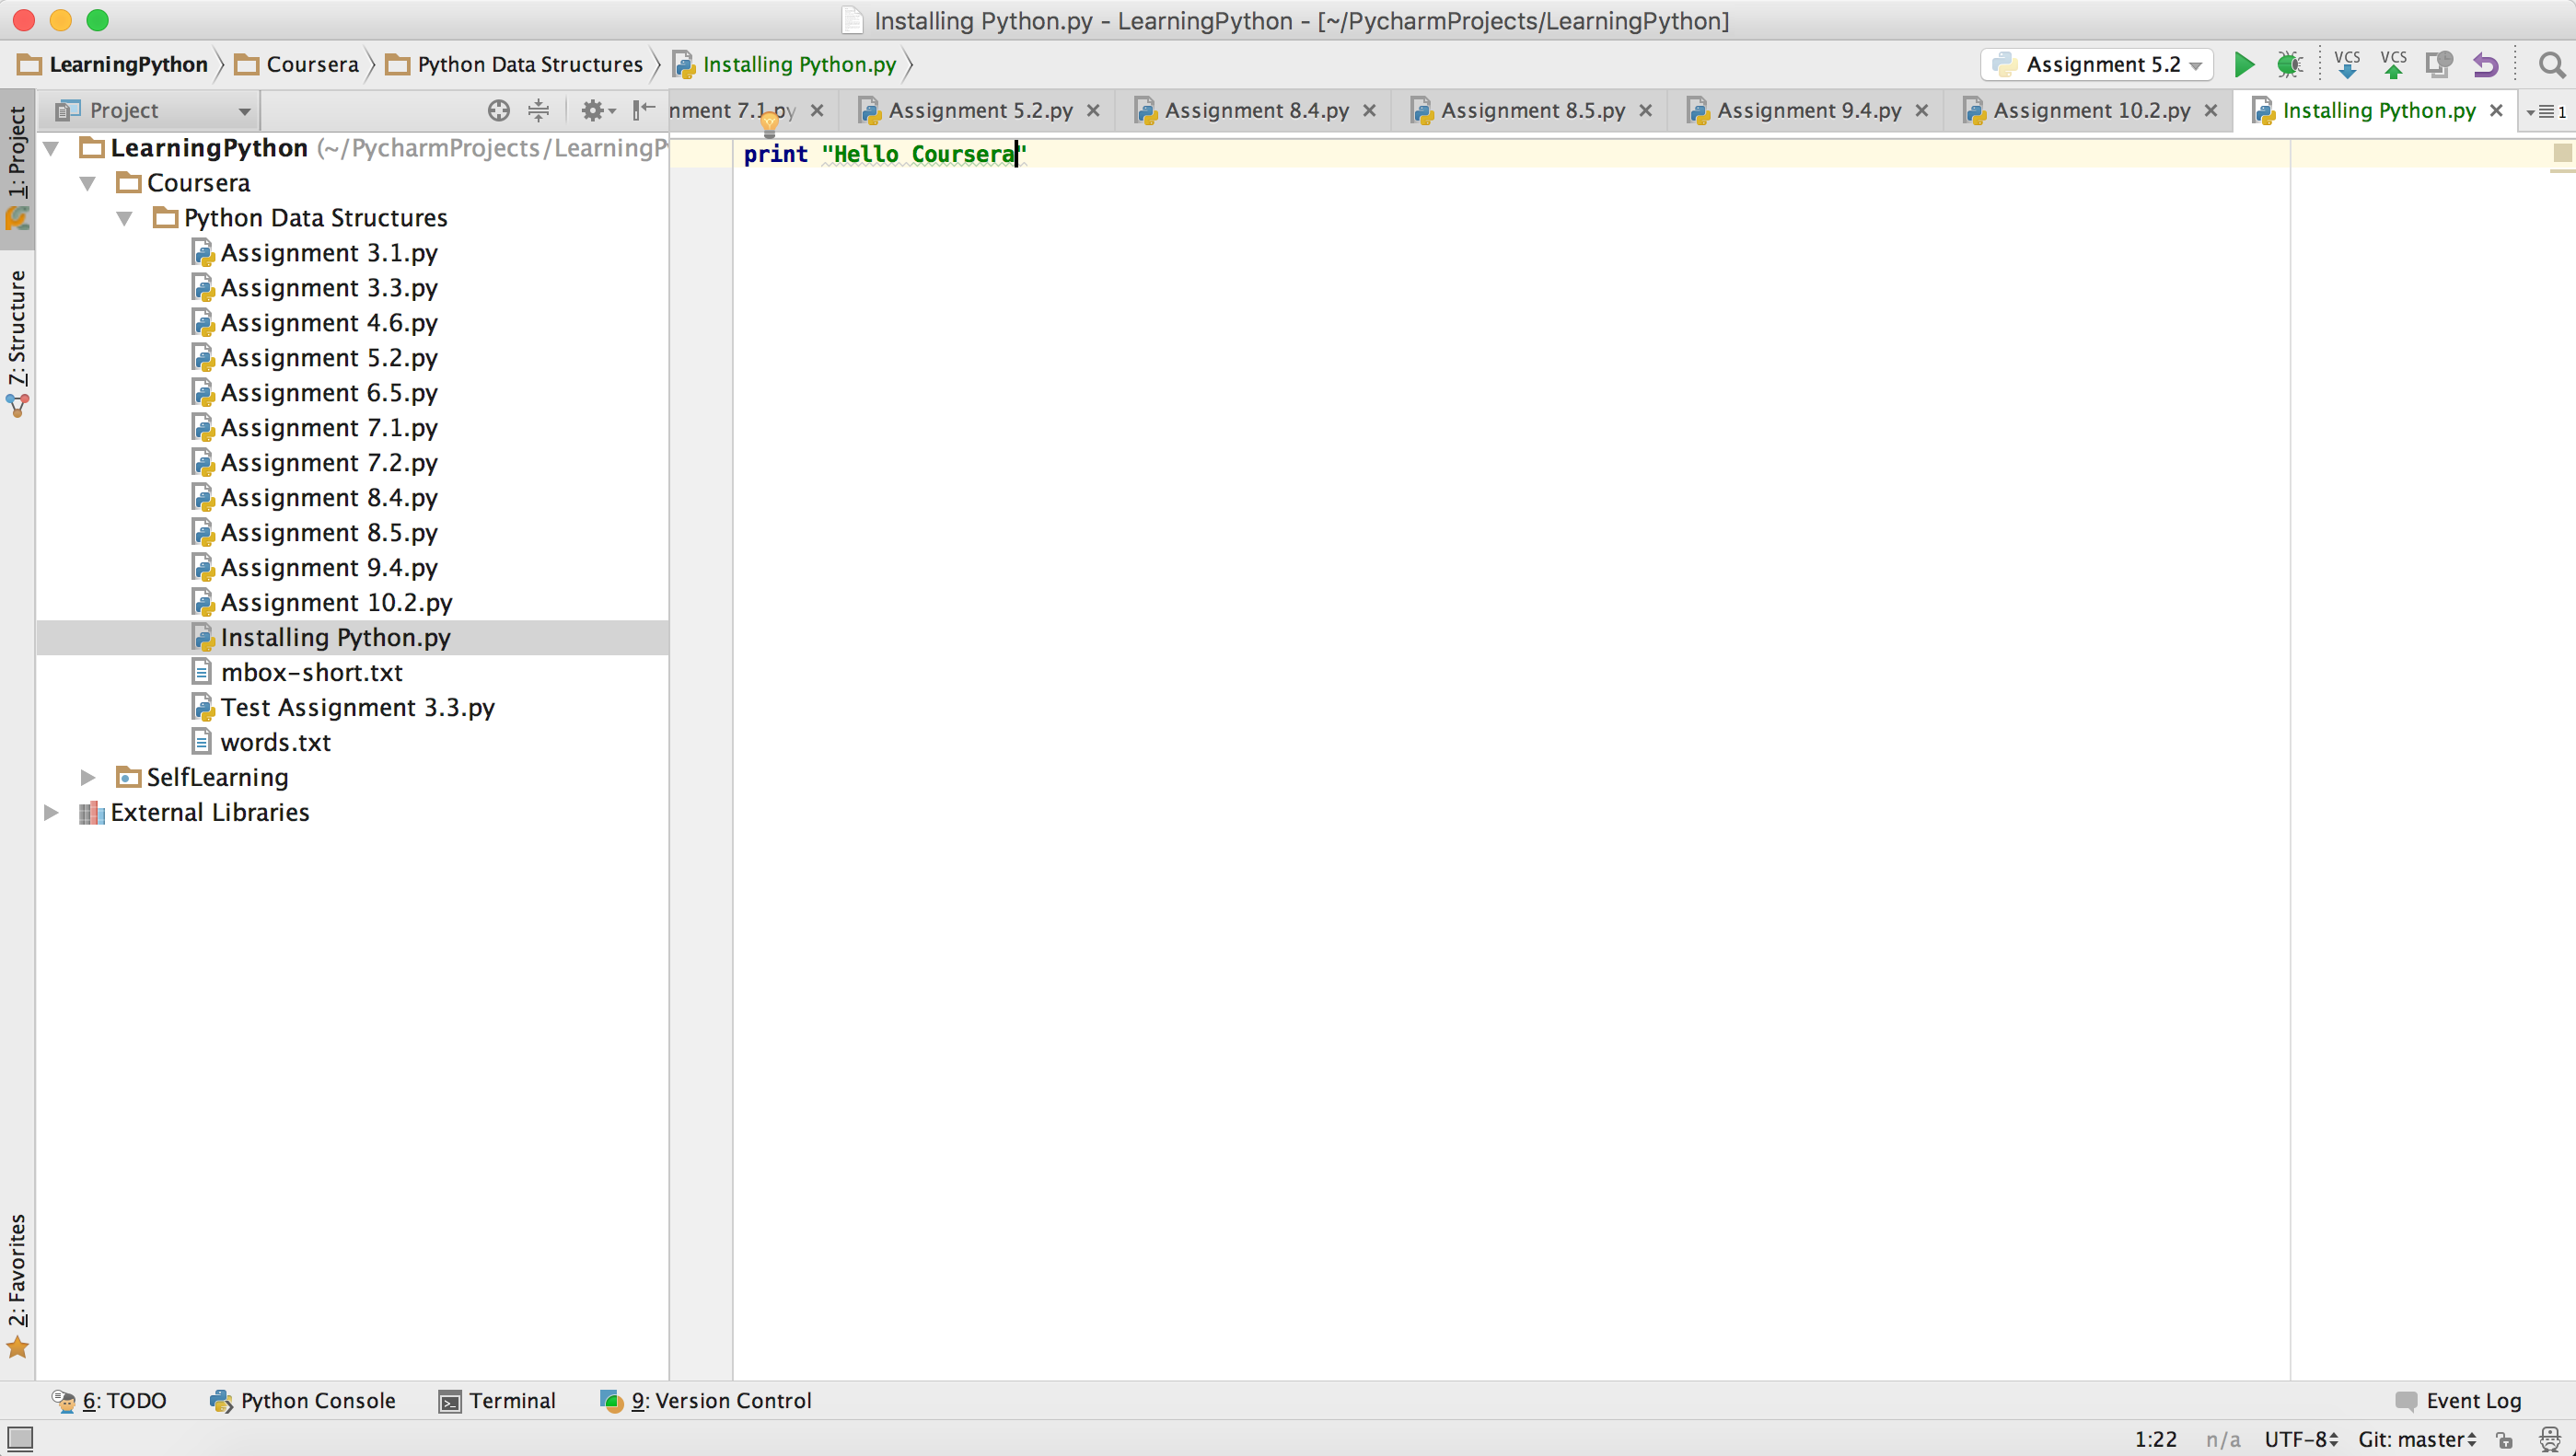 Installing Python.py - LearningPython - [~/PycharmProjects/LearningPython]
LearningPython Coursera Python Data Structures Installing Python.py Assignment 5.2 VCS VCS
Project nment 7.1.py Assignment 5.2.py Assignment 8.4.py Assignment 8.5.py Assignment 9.4.py Assignment 10.2.py Installing Python.py 1
1: Project
7: Structure
2: Favorites
LearningPython (~/PycharmProjects/LearningP
Coursera
Python Data Structures
Assignment 3.1.py
Assignment 3.3.py
Assignment 4.6.py
Assignment 5.2.py
Assignment 6.5.py
Assignment 7.1.py
Assignment 7.2.py
Assignment 8.4.py
Assignment 8.5.py
Assignment 9.4.py
Assignment 10.2.py
Installing Python.py
mbox-short.txt
Test Assignment 3.3.py
words.txt
SelfLearning
External Libraries
print "Hello Coursera"
6: TODO Python Console Terminal 9: Version Control Event Log
1:22 n/a UTF-8 Git: master